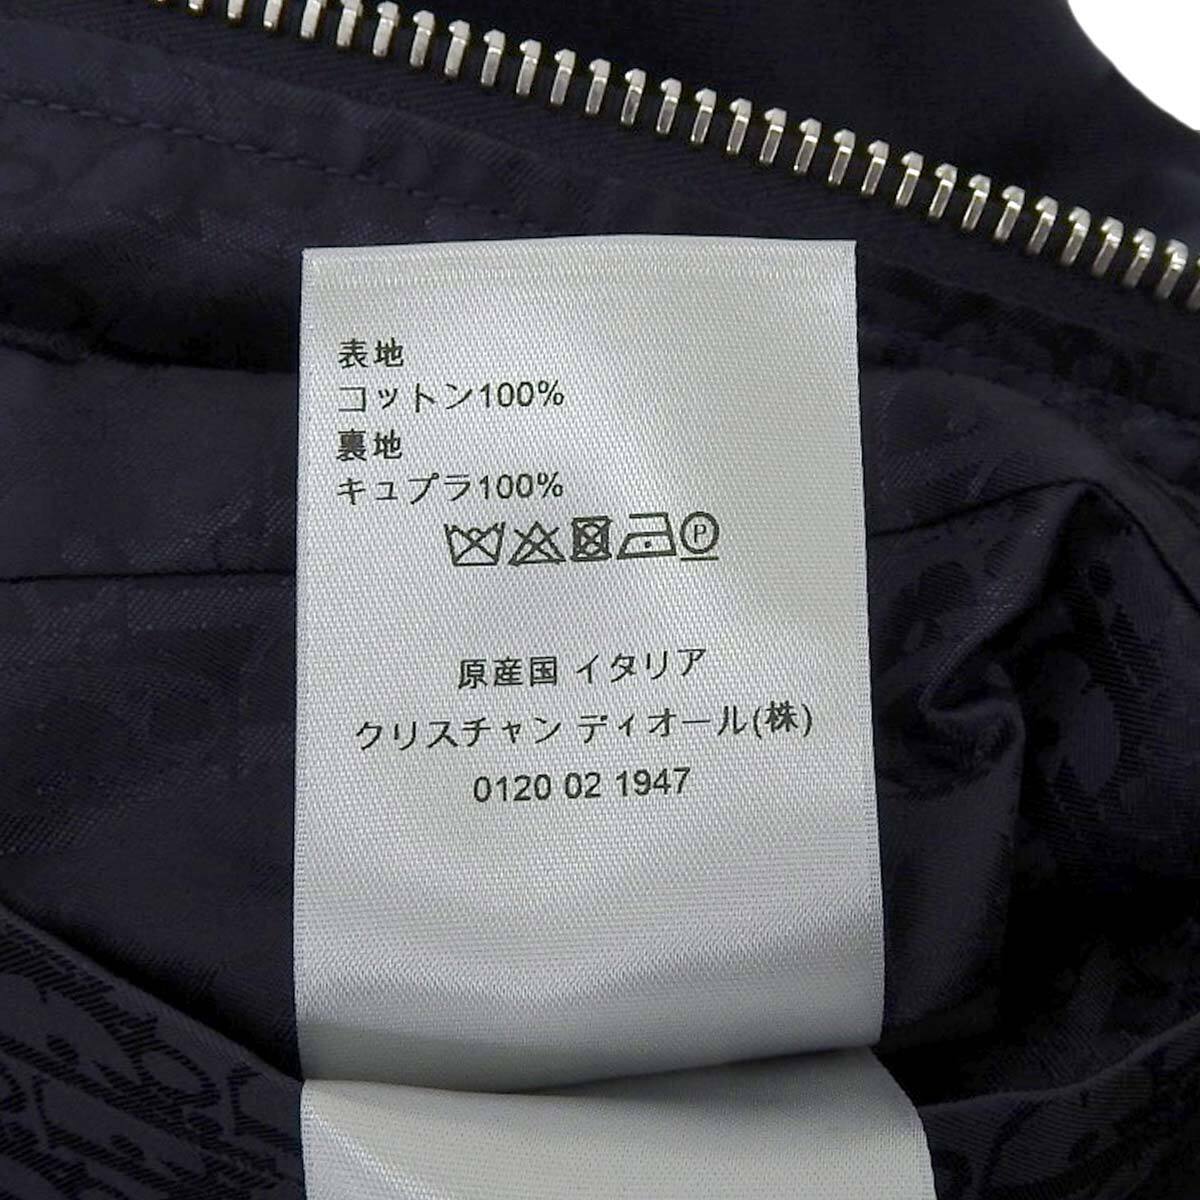 表地
コットン100%
裏地
キュプラ100%
P
原産国 イタリア
クリスチャン ディオール(株)
0120 02 1947